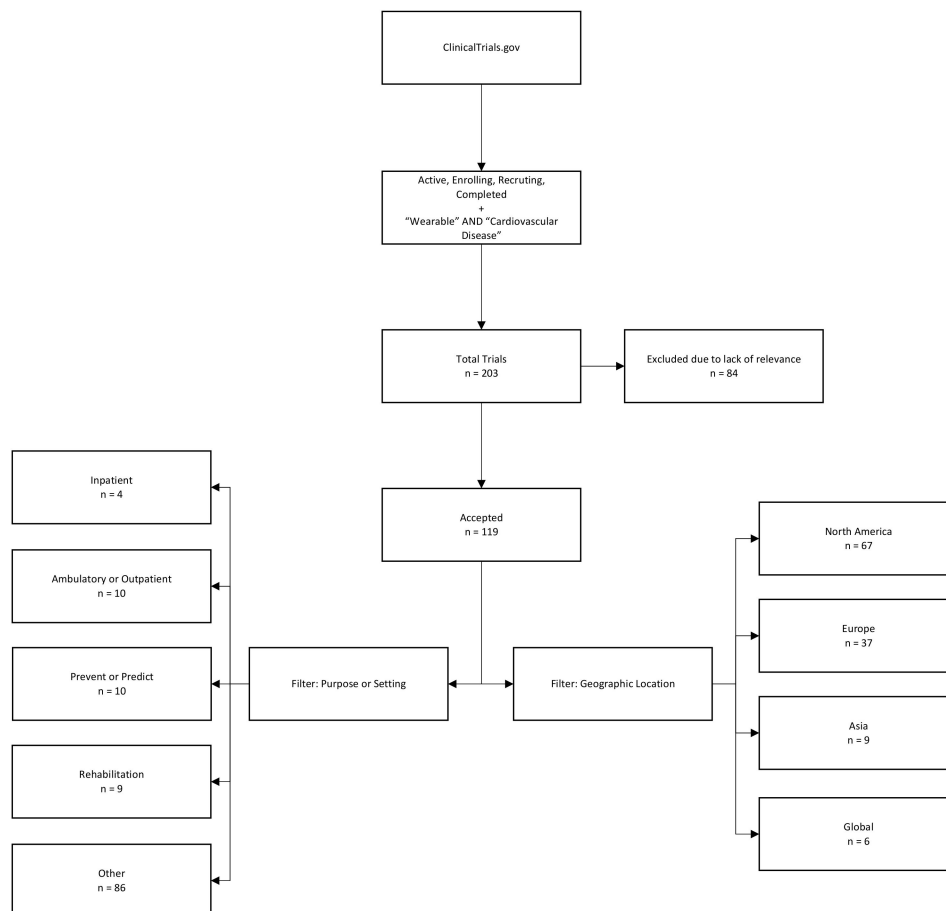 ClinicalTrials.gov
Active, Enrolling, Recruting,
Completed
+
“Wearable” AND “Cardiovascular
Disease”
Total Trials
n = 203
Excluded due to lack of relevance
n = 84
Accepted
n = 119
Inpatient
n = 4
Ambulatory or Outpatient
n = 10
Prevent or Predict
n = 10
Rehabilitation
n = 9
Other
n = 86
Filter: Purpose or Setting
Filter: Geographic Location
North America
n = 67
Europe
n = 37
Asia
n = 9
Global
n = 6